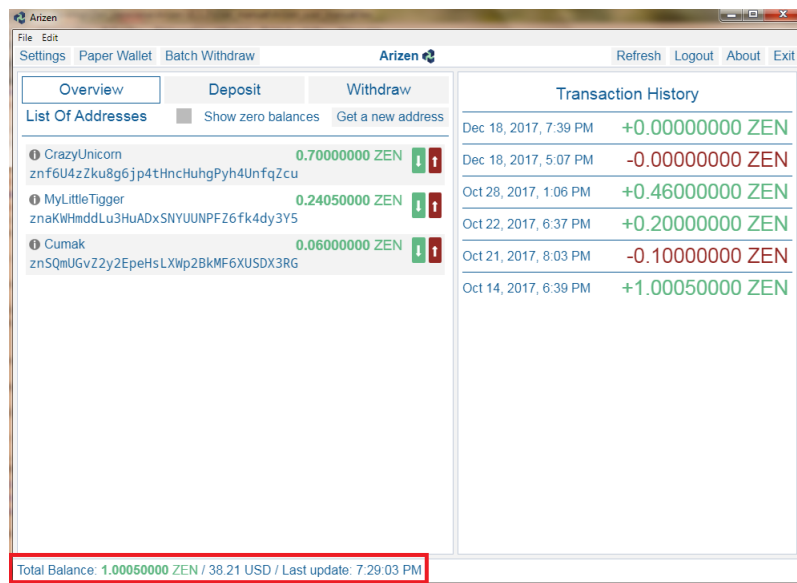 Arizen
File Edit
Settings Paper Wallet Batch Withdraw Arizen Refresh Logout About Exit
Overview Deposit Withdraw
List Of Addresses Show zero balances Get a new address
CrazyUnicorn 0.70000000 ZEN
znf6U4zZku8g6jp4tHncHuhgPyh4UnfqZcu
MyLittleTigger 0.24050000 ZEN
znaKWHmddLu3HuADxSNYUUNPFZ6fk4dy3Y5
Cumak 0.06000000 ZEN
znSQmUGvZ2y2EpeHsLXWp2BkMF6XUSDX3RG
Transaction History
Dec 18, 2017, 7:39 PM +0.00000000 ZEN
Dec 18, 2017, 5:07 PM -0.00000000 ZEN
Oct 28, 2017, 1:06 PM +0.46000000 ZEN
Oct 22, 2017, 6:37 PM +0.20000000 ZEN
Oct 21, 2017, 8:03 PM -0.10000000 ZEN
Oct 14, 2017, 6:39 PM +1.00050000 ZEN
Total Balance: 1.00050000 ZEN / 38.21 USD / Last update: 7:29:03 PM